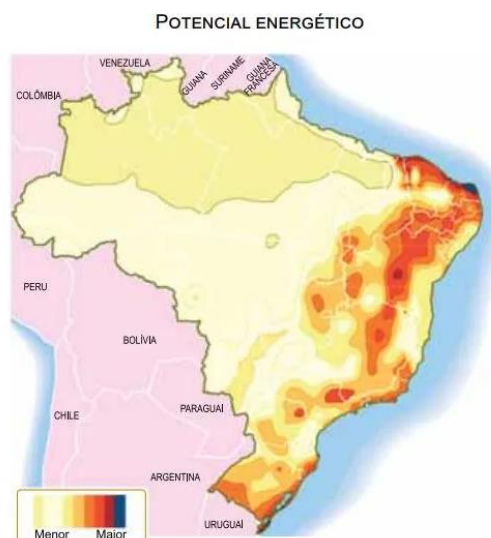 POTENCIAL ENERGÉTICO
VENEZUELA
GUIANA
SURINAME
GUIANA
FRANCESA
COLÔMBIA
PERU
BOLÍVIA
PARAGUAI
CHILE
ARGENTINA
URUGUAI
Menor Maior